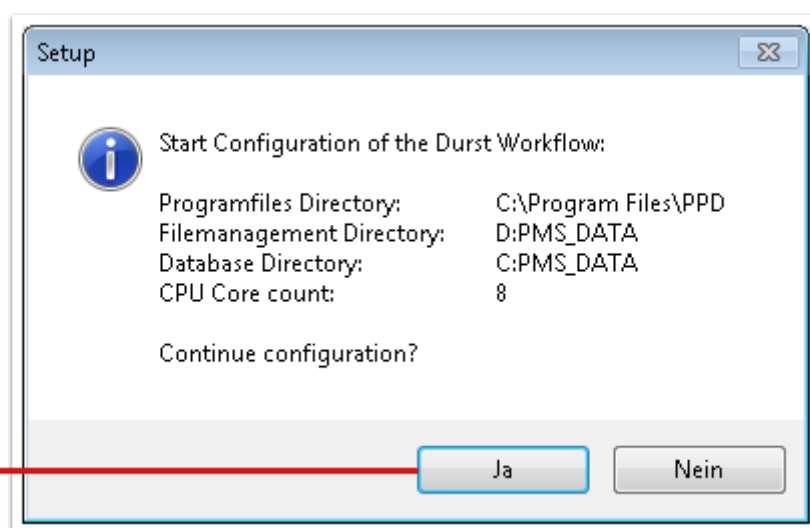 Setup
Start Configuration of the Durst Workflow:
Programfiles Directory: C:\Program Files\PPD
Filemanagement Directory: D:PMS_DATA
Database Directory: C:PMS_DATA
CPU Core count: 8
Continue configuration?
Ja Nein